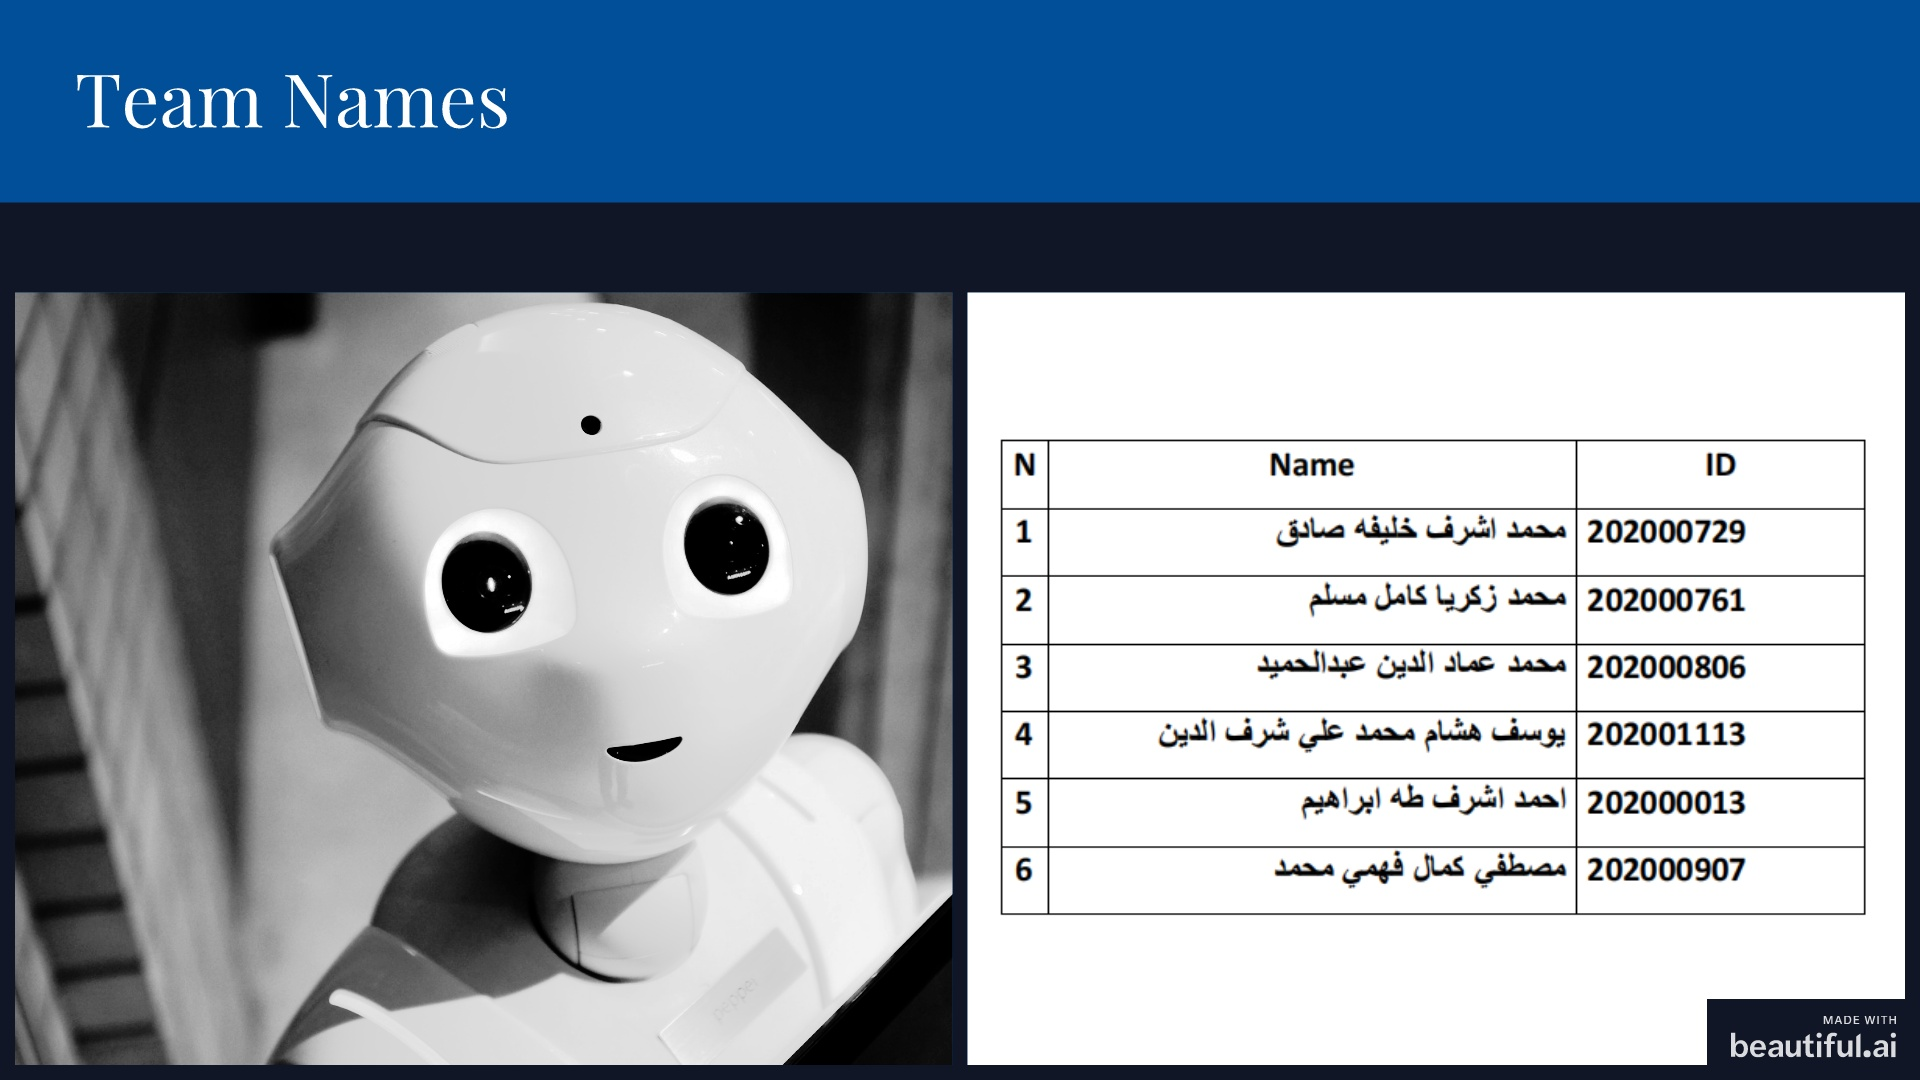 Team Names
N Name ID
1 محمد اشرف خليفه صادق 202000729
2 محمد زكريا كامل مسلم 202000761
3 محمد عماد الدين عبدالحميد 202000806
4 يوسف هشام محمد علي شرف الدين 202001113
5 احمد اشرف طه ابراهيم 202000013
6 مصطفي كمال فهمي محمد 202000907
pepper
MADE WITH
beautiful.ai